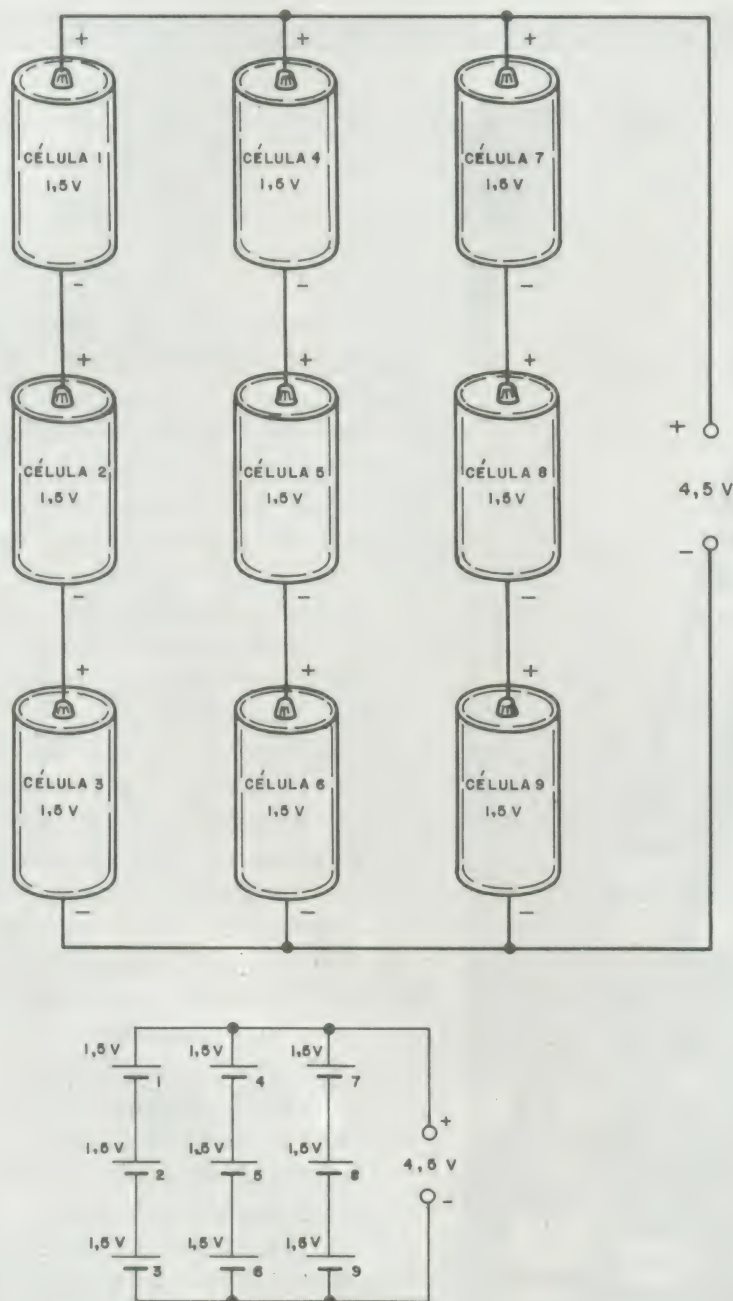 + + +
CÉLULA 1 CÉLULA 4 CÉLULA 7
1,5 V 1,5 V 1,5 V
- - -
+ + +
CÉLULA 2 CÉLULA 5 CÉLULA 8
1,5 V 1,5 V 1,5 V
- - -
+
4,5 V
-
+ + +
CÉLULA 3 CÉLULA 6 CÉLULA 9
1,5 V 1,5 V 1,5 V
- - -
1,5 V 1,5 V 1,5 V
1 4 7
+
1,5 V 1,5 V 1,5 V 4,5 V
2 5 8
-
1,5 V 1,5 V 1,5 V
3 6 9